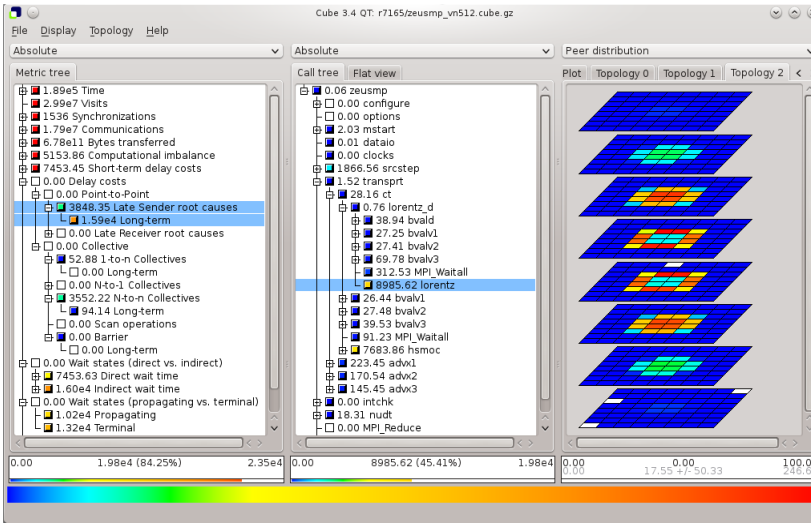 Cube 3.4 QT: r7165/zeusmp_vn512.cube.gz
File Display Topology Help
Absolute
Absolute
Peer distribution
Metric tree
Call tree Flat view
Plot Topology 0 Topology 1 Topology 2 <
1.89e5 Time
2.99e7 Visits
1536 Synchronizations
1.79e7 Communications
6.78e11 Bytes transferred
5153.86 Computational imbalance
7453.45 Short-term delay costs
0.00 Delay costs
0.00 Point-to-Point
3848.35 Late Sender root causes
1.59e4 Long-term
0.00 Late Receiver root causes
0.00 Collective
52.88 1-to-n Collectives
0.00 Long-term
0.00 N-to-1 Collectives
3552.22 N-to-n Collectives
94.14 Long-term
0.00 Scan operations
0.00 Barrier
0.00 Long-term
0.00 Wait states (direct vs. indirect)
7453.63 Direct wait time
1.60e4 Indirect wait time
0.00 Wait states (propagating vs. terminal)
1.02e4 Propagating
1.32e4 Terminal
0.06 zeusmp
0.00 configure
0.00 options
2.03 mstart
0.01 dataio
0.00 clocks
1866.56 srcstep
1.52 transprt
28.16 ct
0.76 lorentz_d
38.94 bvald
27.25 bvalv1
27.41 bvalv2
69.78 bvalv3
312.53 MPI_Waitall
8985.62 lorentz
26.44 bvalv1
27.48 bvalv2
39.53 bvalv3
91.23 MPI_Waitall
7683.86 hsmoc
223.45 advx1
170.54 advx2
145.45 advx3
0.00 intchk
18.31 nudt
0.00 MPI_Reduce
0.00 1.98e4 (84.25%) 2.35e4
0.00 8985.62 (45.41%) 1.98e4
0.00 0.00 100.0
0.00 17.55 +/- 50.33 246.6